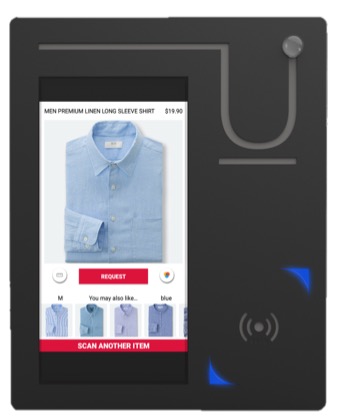 MEN PREMIUM LINEN LONG SLEEVE SHIRT $19.90
REQUEST
M You may also like... blue
SCAN ANOTHER ITEM